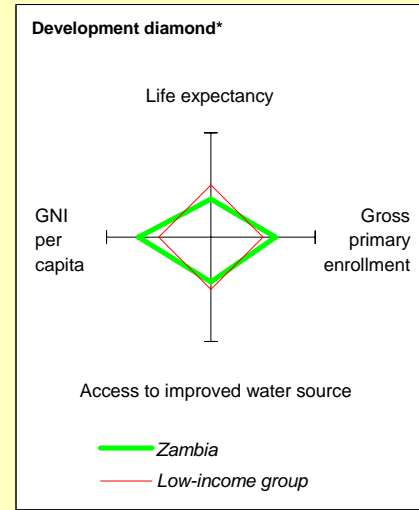 Development diamond*
Life expectancy
GNI
per
capita
Gross
primary
enrollment
Access to improved water source
Zambia
Low-income group